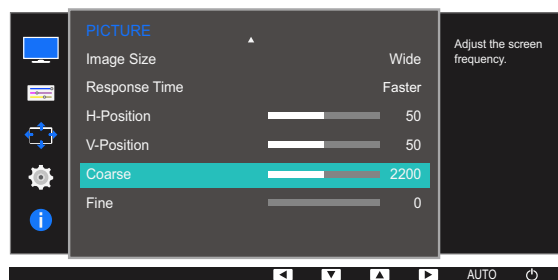 PICTURE
Image Size Wide
Response Time Faster
H-Position 50
V-Position 50
Coarse 2200
Fine 0
Adjust the screen
frequency.
AUTO